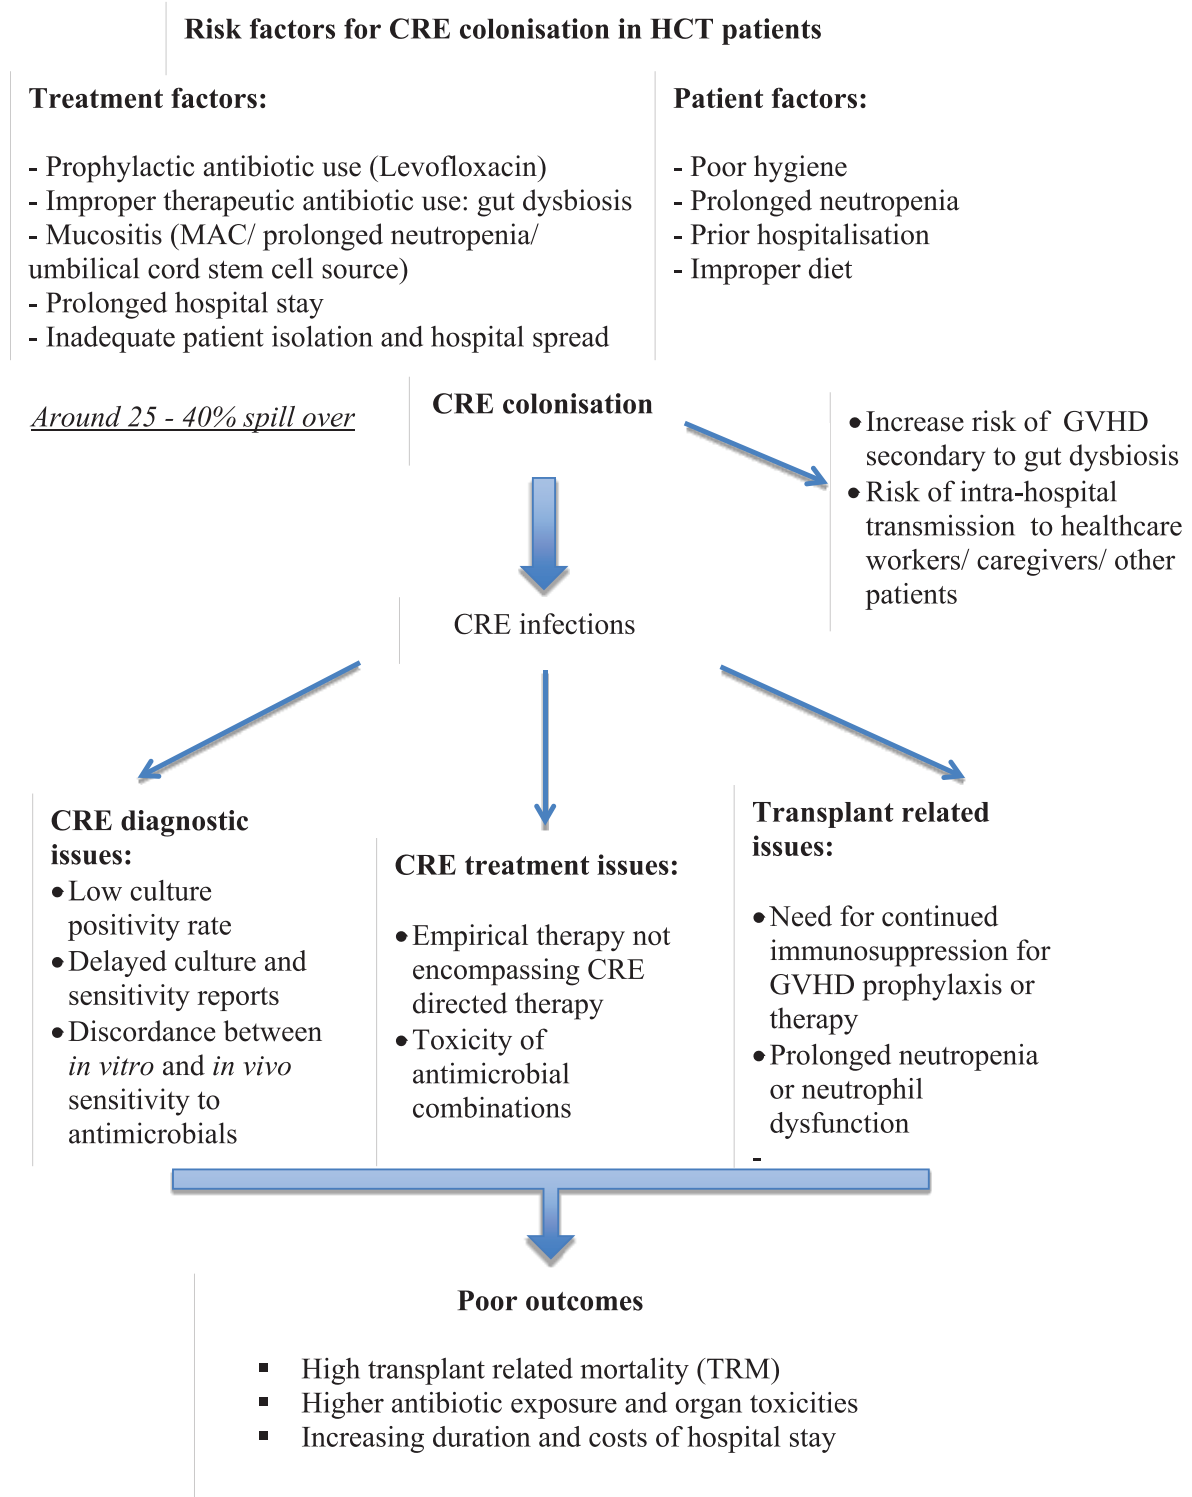 Risk factors for CRE colonisation in HCT patients
Treatment factors:
- Prophylactic antibiotic use (Levofloxacin)
- Improper therapeutic antibiotic use: gut dysbiosis
- Mucositis (MAC/ prolonged neutropenia/
umbilical cord stem cell source)
- Prolonged hospital stay
- Inadequate patient isolation and hospital spread
Patient factors:
- Poor hygiene
- Prolonged neutropenia
- Prior hospitalisation
- Improper diet
Around 25 - 40% spill over
CRE colonisation
• Increase risk of GVHD
secondary to gut dysbiosis
• Risk of intra-hospital
transmission to healthcare
workers/ caregivers/ other
patients
CRE infections
CRE diagnostic
issues:
• Low culture
positivity rate
• Delayed culture and
sensitivity reports
• Discordance between
in vitro and in vivo
sensitivity to
antimicrobials
CRE treatment issues:
• Empirical therapy not
encompassing CRE
directed therapy
• Toxicity of
antimicrobial
combinations
Transplant related
issues:
• Need for continued
immunosuppression for
GVHD prophylaxis or
therapy
• Prolonged neutropenia
or neutrophil
dysfunction
-
Poor outcomes
▪ High transplant related mortality (TRM)
▪ Higher antibiotic exposure and organ toxicities
▪ Increasing duration and costs of hospital stay